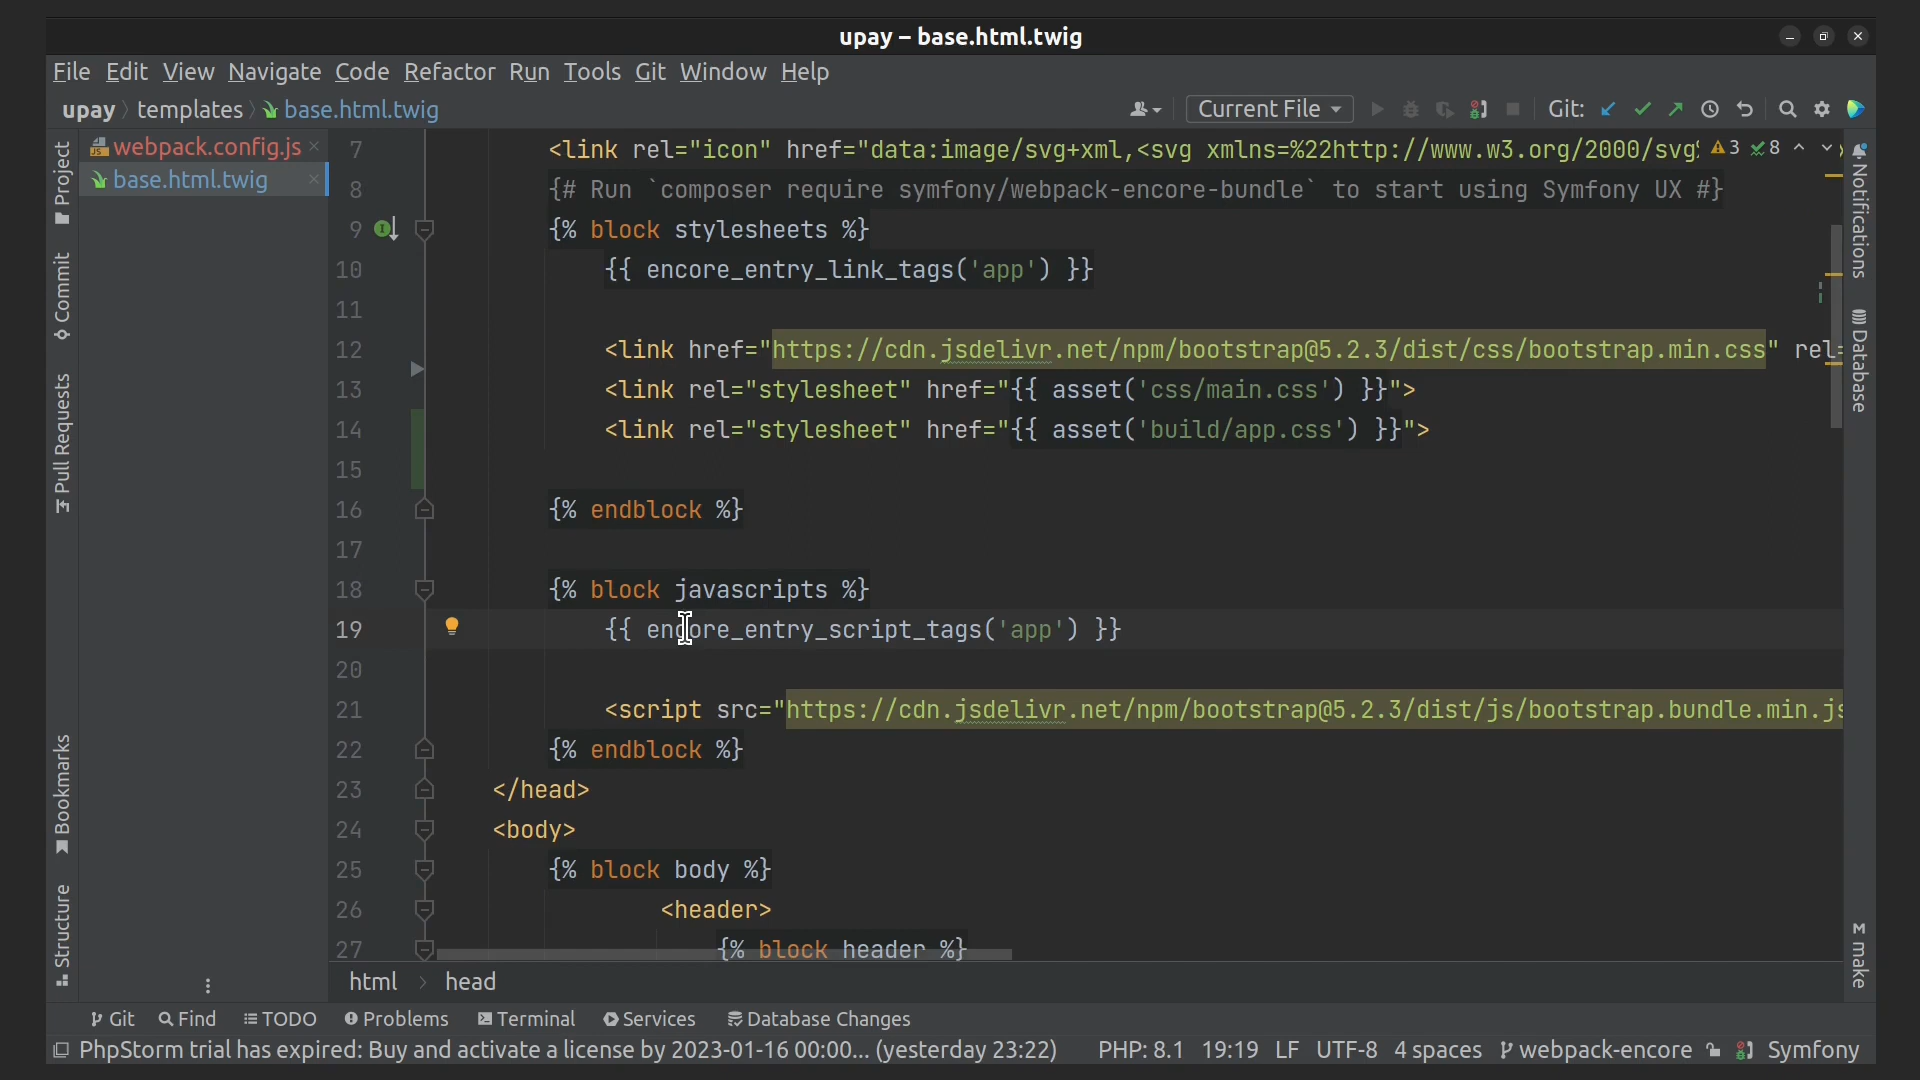 upay – base.html.twig
File Edit View Navigate Code Refactor Run Tools Git Window Help
upay templates base.html.twig Current File Git:
webpack.config.js
base.html.twig
Project
Commit
Pull Requests
Bookmarks
Structure
7 <link rel="icon" href="data:image/svg+xml,<svg xmlns=%22http://www.w3.org/2000/svg 3 8
8 {# Run `composer require symfony/webpack-encore-bundle` to start using Symfony UX #}
9 {% block stylesheets %}
10 {{ encore_entry_link_tags('app') }}
11
12 <link href="https://cdn.jsdelivr.net/npm/bootstrap@5.2.3/dist/css/bootstrap.min.css" rel=
13 <link rel="stylesheet" href="{{ asset('css/main.css') }}">
14 <link rel="stylesheet" href="{{ asset('build/app.css') }}">
15
16 {% endblock %}
17
18 {% block javascripts %}
19 {{ encore_entry_script_tags('app') }}
20
21 <script src="https://cdn.jsdelivr.net/npm/bootstrap@5.2.3/dist/js/bootstrap.bundle.min.js
22 {% endblock %}
23 </head>
24 <body>
25 {% block body %}
26 <header>
27 {% block header %}
Notifications
Database
make
html head
Git Find TODO Problems Terminal Services Database Changes
PhpStorm trial has expired: Buy and activate a license by 2023-01-16 00:00... (yesterday 23:22) PHP: 8.1 19:19 LF UTF-8 4 spaces webpack-encore Symfony